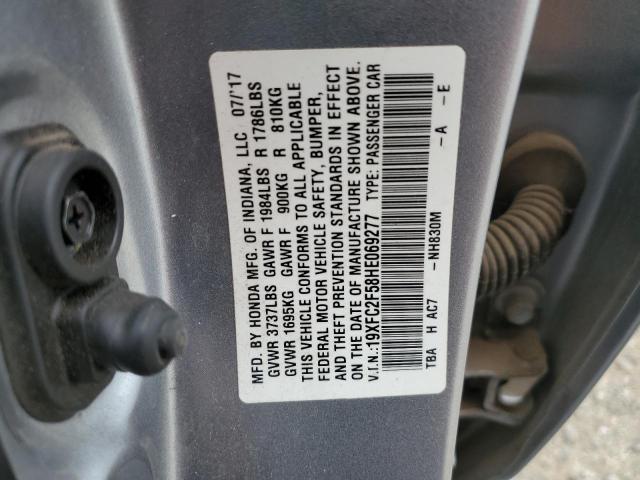 MFD. BY HONDA MFG. OF INDIANA, LLC 07/'17
GVWR 3737LBS GAWR F 1984LBS R 1786LBS
GVWR 1695KG GAWR F 900KG R 810KG
THIS VEHICLE CONFORMS TO ALL APPLICABLE
FEDERAL MOTOR VEHICLE SAFETY, BUMPER,
AND THEFT PREVENTION STANDARDS IN EFFECT
ON THE DATE OF MANUFACTURE SHOWN ABOVE.
V.I.N.:19XFC2F58HE069277 TYPE: PASSENGER CAR
TBA H AC7 -NH830M -A -E